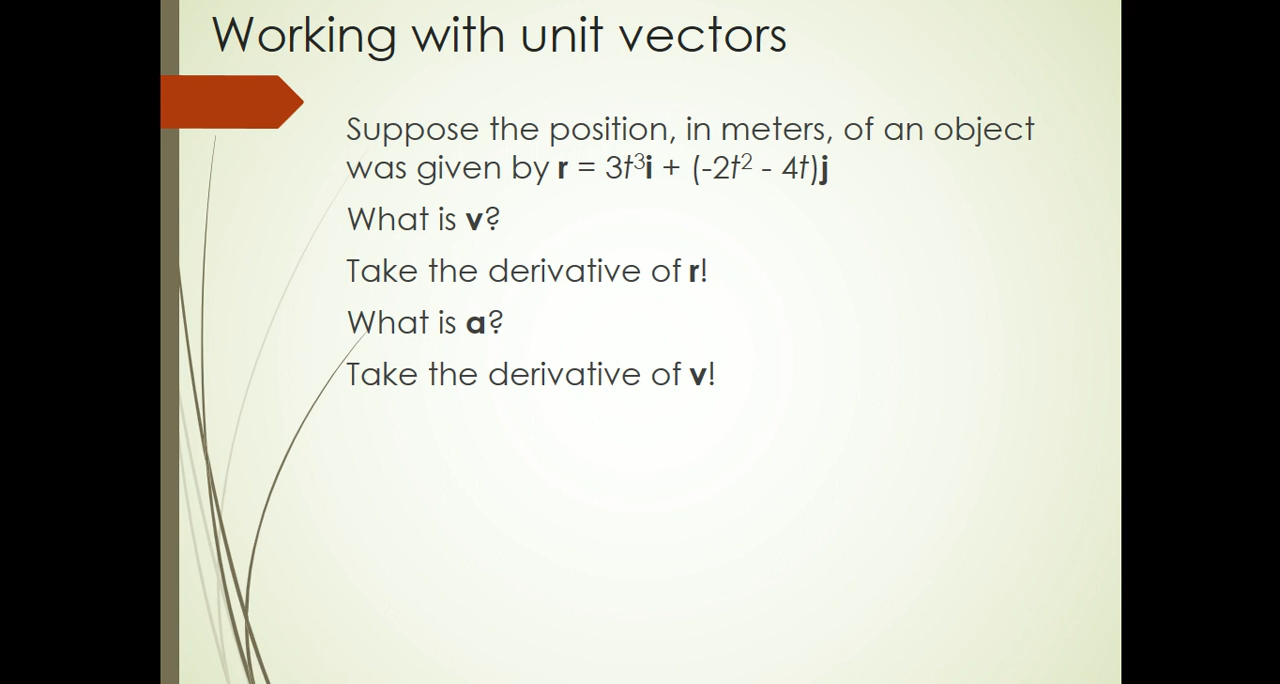 Working with unit vectors
Suppose the position, in meters, of an object
was given by r = 3t³i + (-2t² - 4t)j
What is v?
Take the derivative of r!
What is a?
Take the derivative of v!